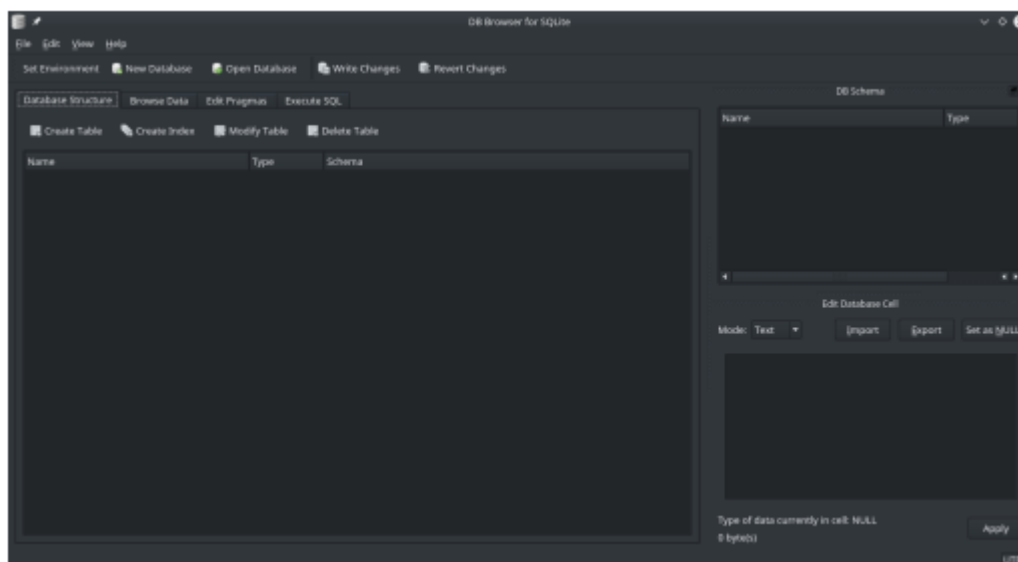 DB Browser for SQLite
File Edit View Help
Set Environment New Database Open Database Write Changes Revert Changes
Database Structure Browse Data Edit Pragmas Execute SQL
Create Table Create Index Modify Table Delete Table
Name Type Schema
DB Schema
Name Type
Edit Database Cell
Mode: Text Import Export Set as NULL
Type of data currently in cell: NULL
0 byte(s)
Apply